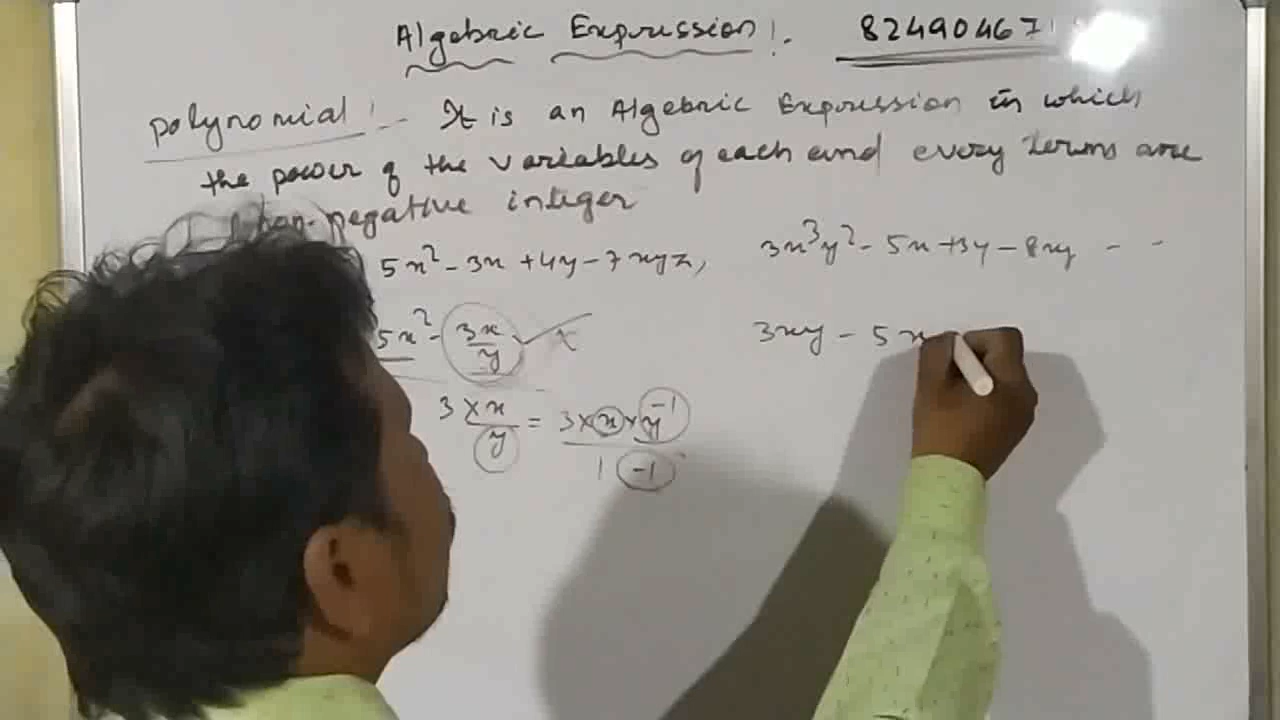 Algebric Expression:- 824904671
polynomial:- It is an Algebric Expression in which
the power of the variables of each and every terms are
non-negative integer
5x² - 3x + 4y - 7xyz, 3x³y² - 5x + 3y - 8xy - -
5x² - 3x/y × 3xy - 5x
3 × x/y = 3 × x × y⁻¹
1 -1